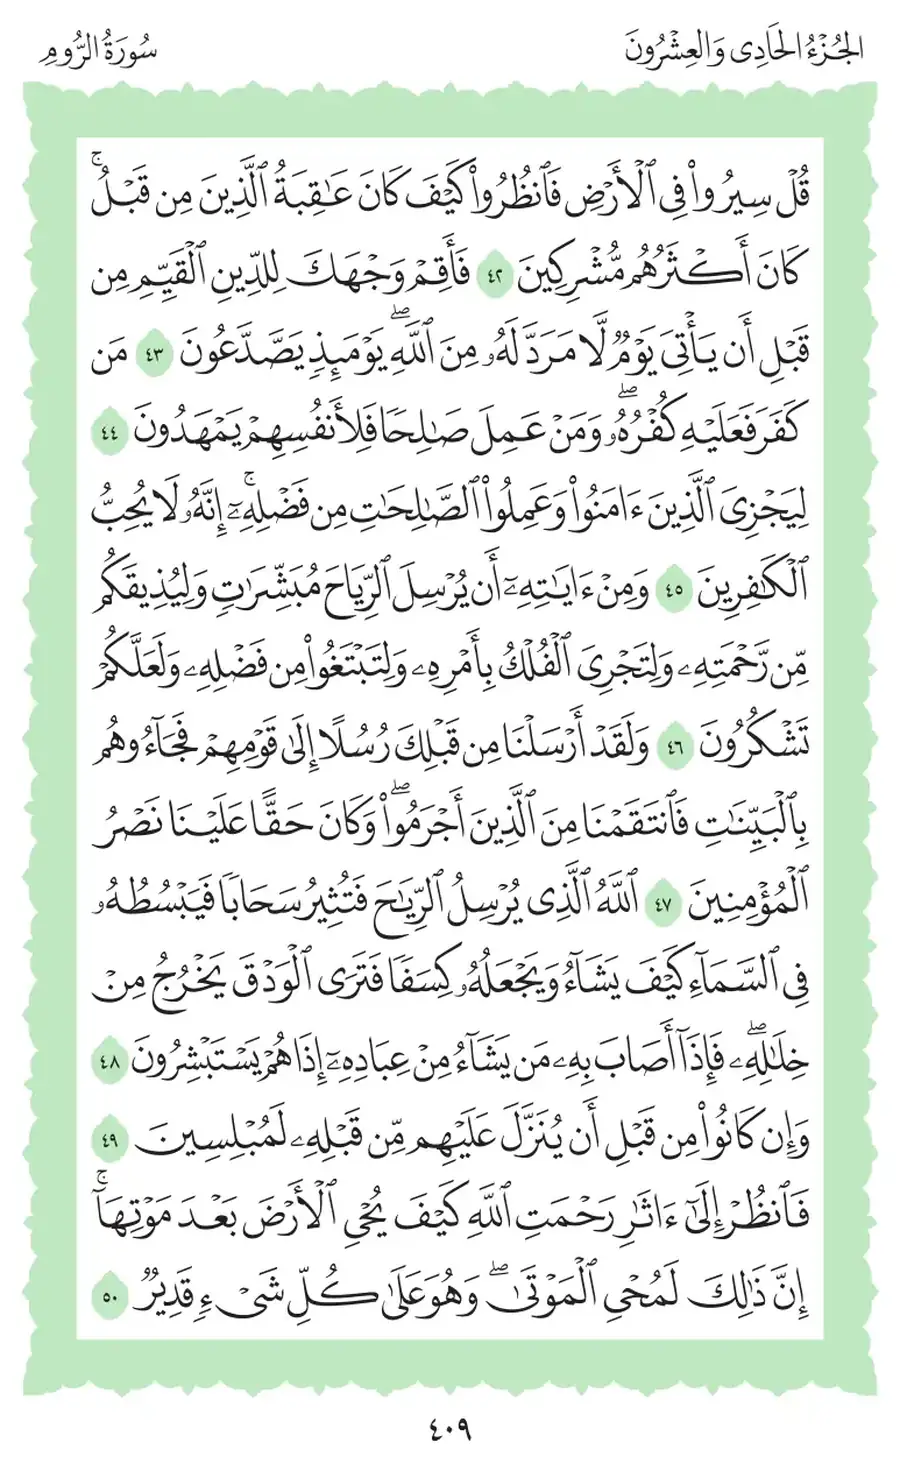 الجُزْءُ الحَادِى وَالعِشْرُونَ
سُورَةُ الرُّومِ
قُلْ سِيرُوا۟ فِى ٱلْأَرْضِ فَٱنظُرُوا۟ كَيْفَ كَانَ عَٰقِبَةُ ٱلَّذِينَ مِن قَبْلُ ۚ
كَانَ أَكْثَرُهُم مُّشْرِكِينَ ٤٢ فَأَقِمْ وَجْهَكَ لِلدِّينِ ٱلْقَيِّمِ مِن
قَبْلِ أَن يَأْتِىَ يَوْمٌ لَّا مَرَدَّ لَهُۥ مِنَ ٱللَّهِ ۖ يَوْمَئِذٍ يَصَّدَّعُونَ ٤٣ مَن
كَفَرَ فَعَلَيْهِ كُفْرُهُۥ ۖ وَمَنْ عَمِلَ صَٰلِحًا فَلِأَنفُسِهِمْ يَمْهَدُونَ ٤٤
لِيَجْزِىَ ٱلَّذِينَ ءَامَنُوا۟ وَعَمِلُوا۟ ٱلصَّٰلِحَٰتِ مِن فَضْلِهِۦٓ ۚ إِنَّهُۥ لَا يُحِبُّ
ٱلْكَٰفِرِينَ ٤٥ وَمِنْ ءَايَٰتِهِۦٓ أَن يُرْسِلَ ٱلرِّيَاحَ مُبَشِّرَٰتٍ وَلِيُذِيقَكُم
مِّن رَّحْمَتِهِۦ وَلِتَجْرِىَ ٱلْفُلْكُ بِأَمْرِهِۦ وَلِتَبْتَغُوا۟ مِن فَضْلِهِۦ وَلَعَلَّكُمْ
تَشْكُرُونَ ٤٦ وَلَقَدْ أَرْسَلْنَا مِن قَبْلِكَ رُسُلًا إِلَىٰ قَوْمِهِمْ فَجَآءُوهُم
بِٱلْبَيِّنَٰتِ فَٱنتَقَمْنَا مِنَ ٱلَّذِينَ أَجْرَمُوا۟ ۖ وَكَانَ حَقًّا عَلَيْنَا نَصْرُ
ٱلْمُؤْمِنِينَ ٤٧ ٱللَّهُ ٱلَّذِى يُرْسِلُ ٱلرِّيَٰحَ فَتُثِيرُ سَحَابًا فَيَبْسُطُهُۥ
فِى ٱلسَّمَآءِ كَيْفَ يَشَآءُ وَيَجْعَلُهُۥ كِسَفًا فَتَرَى ٱلْوَدْقَ يَخْرُجُ مِنْ
خِلَٰلِهِۦ ۖ فَإِذَآ أَصَابَ بِهِۦ مَن يَشَآءُ مِنْ عِبَادِهِۦٓ إِذَا هُمْ يَسْتَبْشِرُونَ ٤٨
وَإِن كَانُوا۟ مِن قَبْلِ أَن يُنَزَّلَ عَلَيْهِم مِّن قَبْلِهِۦ لَمُبْلِسِينَ ٤٩
فَٱنظُرْ إِلَىٰٓ ءَاثَٰرِ رَحْمَتِ ٱللَّهِ كَيْفَ يُحْىِ ٱلْأَرْضَ بَعْدَ مَوْتِهَآ ۚ
إِنَّ ذَٰلِكَ لَمُحْىِ ٱلْمَوْتَىٰ ۖ وَهُوَ عَلَىٰ كُلِّ شَىْءٍ قَدِيرٌ ٥٠
٤٠٩